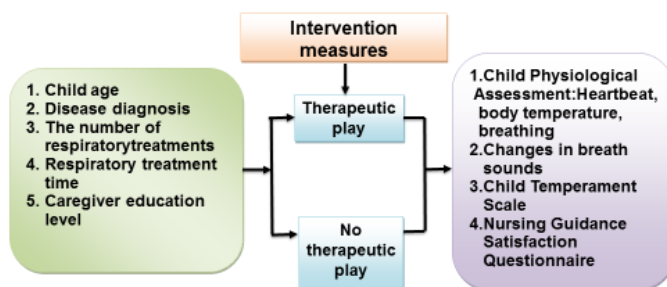 Intervention
measures
1. Child age
2. Disease diagnosis
3. The number of
respiratorytreatments
4. Respiratory treatment
time
5. Caregiver education
level
Therapeutic
play
No
therapeutic
play
1.Child Physiological
Assessment:Heartbeat,
body temperature,
breathing
2.Changes in breath
sounds
3.Child Temperament
Scale
4.Nursing Guidance
Satisfaction
Questionnaire